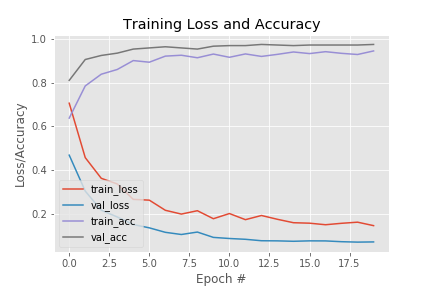 Training Loss and Accuracy
1.0
0.8
0.6
0.4
0.2
Loss/Accuracy
train_loss
val_loss
train_acc
val_acc
0.0 2.5 5.0 7.5 10.0 12.5 15.0 17.5
Epoch #